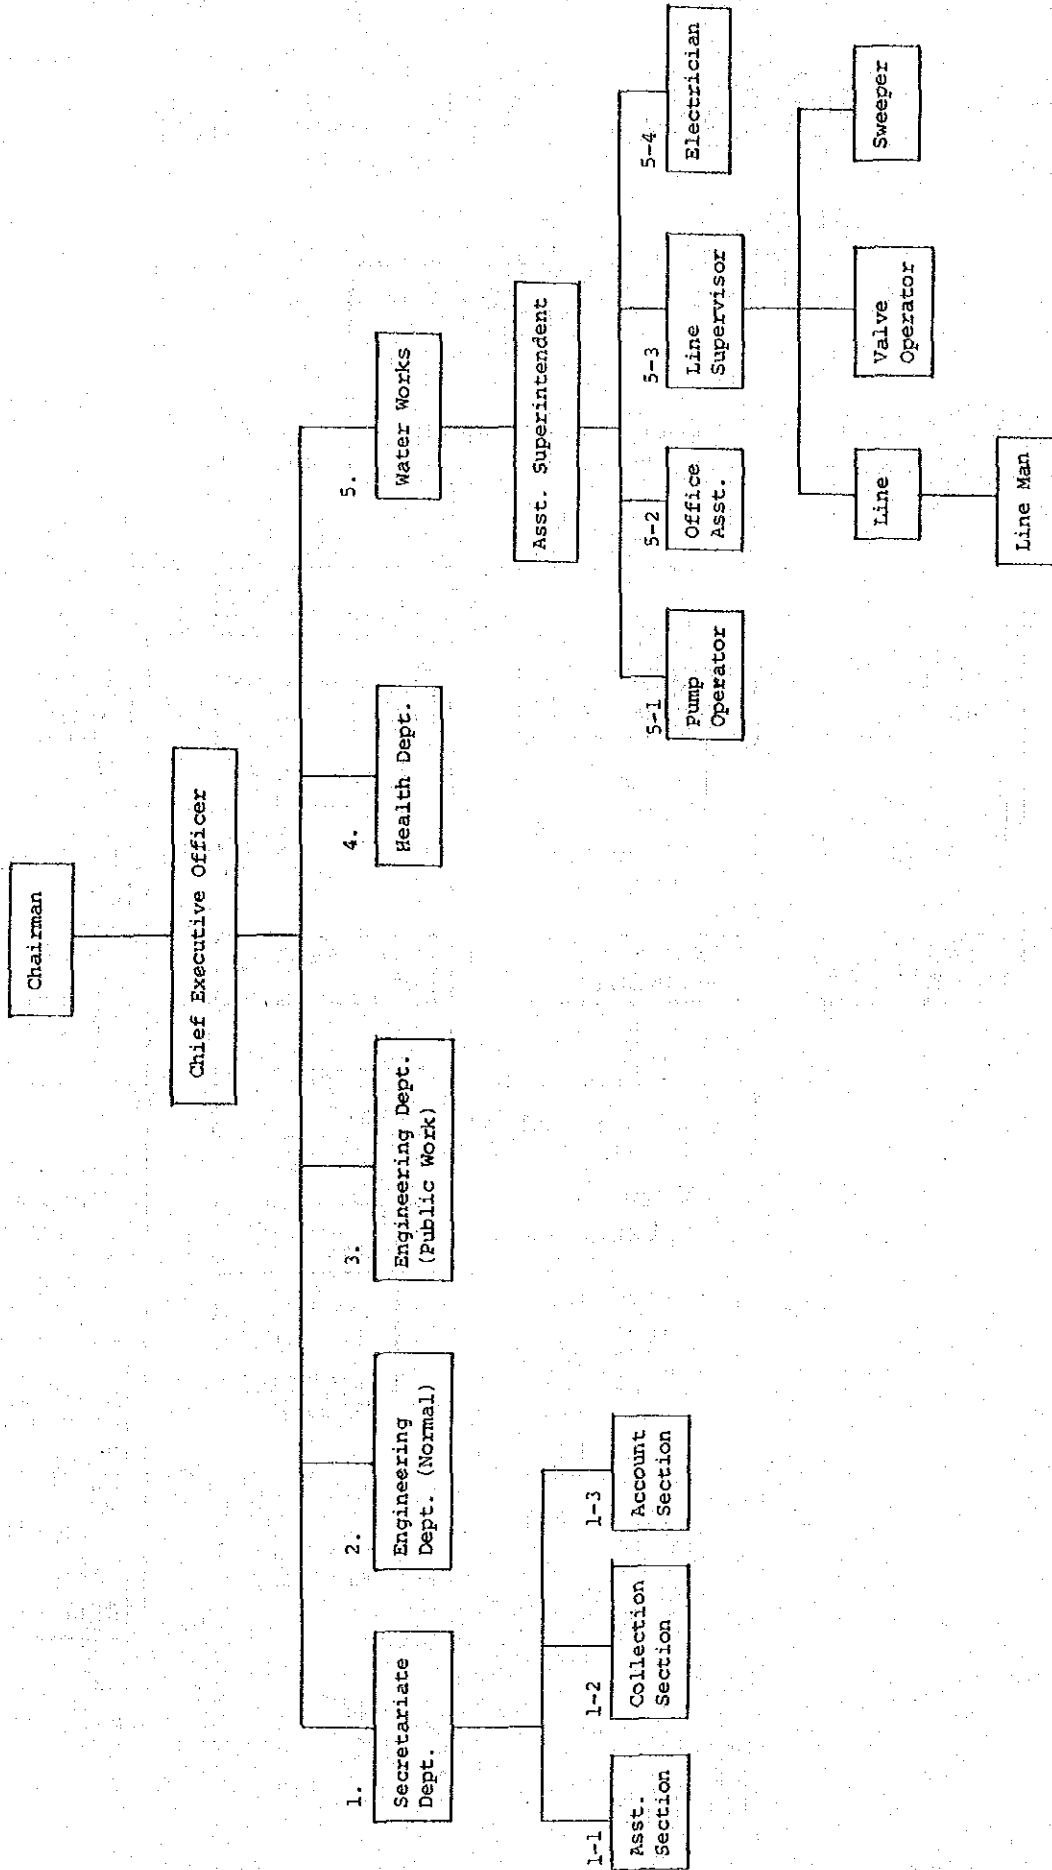 Chairman
Chief Executive Officer
1.
Secretariate
Dept.
2.
Engineering
Dept. (Normal)
3.
Engineering Dept.
(Public Work)
4.
Health Dept.
5.
Water Works
1-1
Asst.
Section
1-2
Collection
Section
1-3
Account
Section
Asst. Superintendent
5-1
Pump
Operator
5-2
Office
Asst.
5-3
Line
Supervisor
5-4
Electrician
Line
Valve
Operator
Sweeper
Line Man